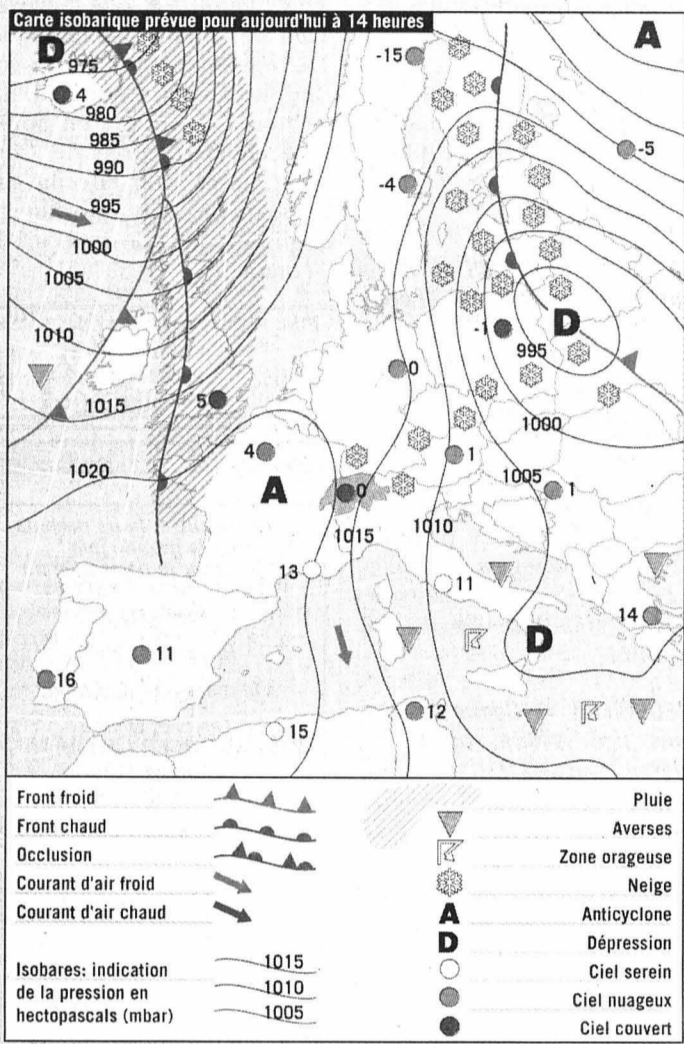 Carte isobarique prévue pour aujourd'hui à 14 heures
D
A
975
-15
4
980
985
-5
990
-4
995
1000
1005
D
1010
-1
995
0
5
1015
1000
4
1
1020
A
1005
1
0
1015
1010
13
11
14
D
11
16
12
15
Front froid
Front chaud
Occlusion
Courant d'air froid
Courant d'air chaud
Isobares: indication
de la pression en
hectopascals (mbar)
1015
1010
1005
Pluie
Averses
Zone orageuse
Neige
A Anticyclone
D Dépression
Ciel serein
Ciel nuageux
Ciel couvert